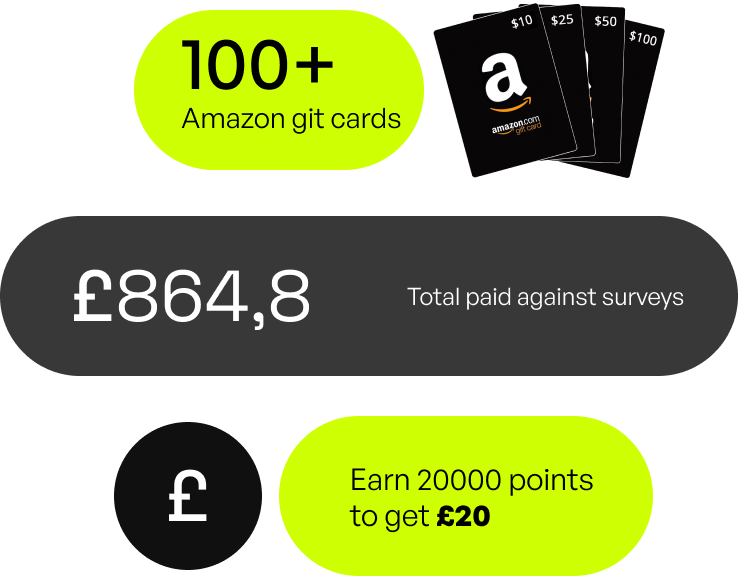 100+
Amazon git cards
$10
$25
$50
$100
a
amazon.com
gift card
£864,8
Total paid against surveys
£
Earn 20000 points
to get £20